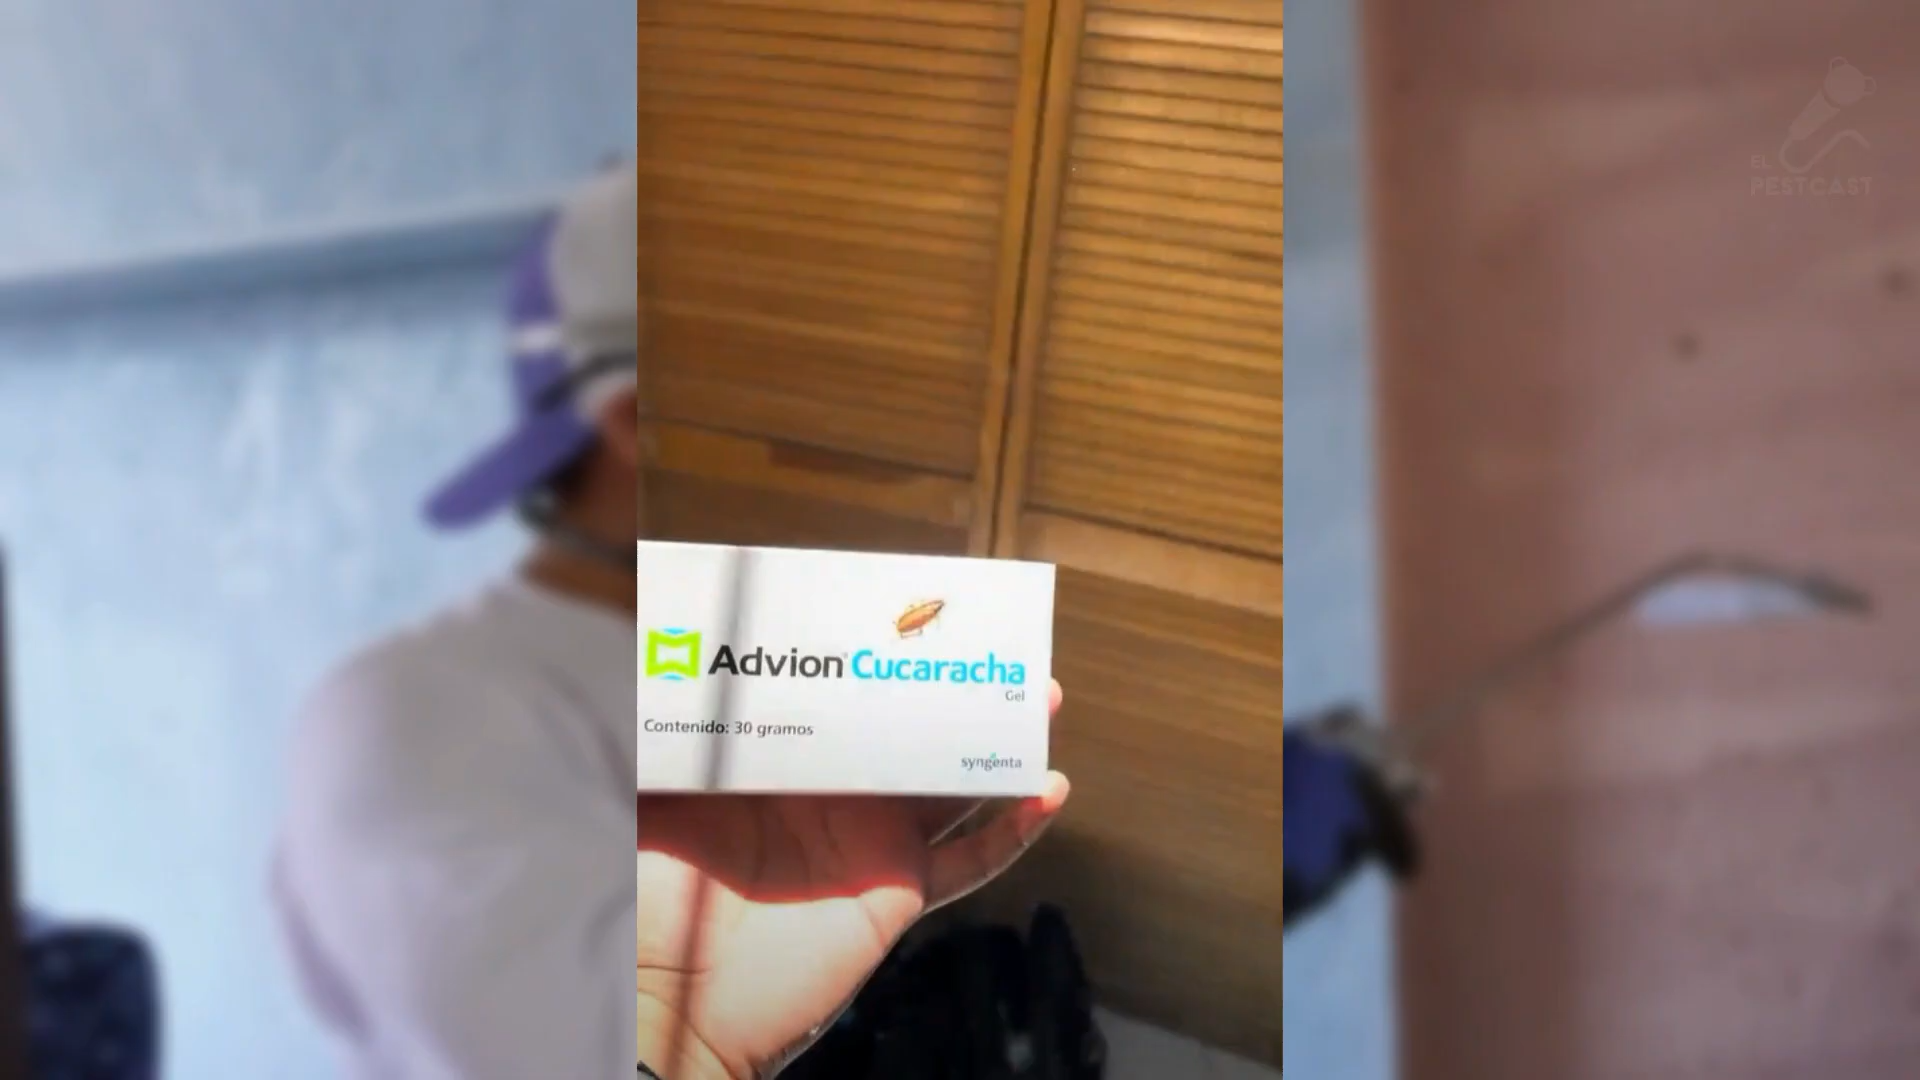 EL
PESTCAST
Advion Cucaracha
Gel
Contenido: 30 gramos
syngenta